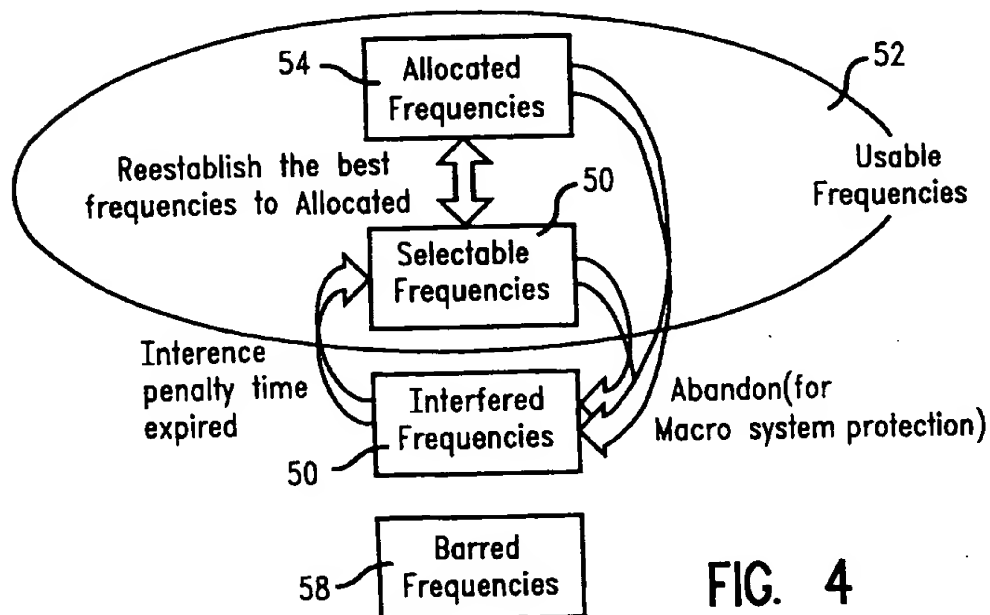 54
Allocated
Frequencies
52
Usable
Frequencies
Reestablish the best
frequencies to Allocated
50
Selectable
Frequencies
Interence
penalty time
expired
Interfered
Frequencies
50
Abandon(for
Macro system protection)
Barred
Frequencies
58
FIG. 4